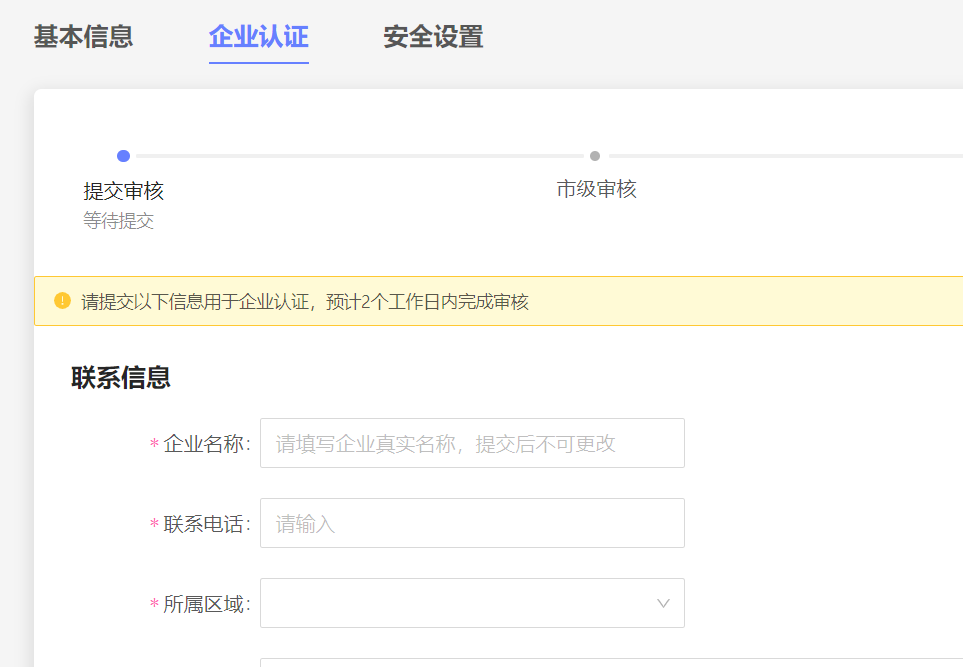 基本信息 企业认证 安全设置
提交审核 市级审核
等待提交
请提交以下信息用于企业认证，预计2个工作日内完成审核
联系信息
*企业名称: 请填写企业真实名称，提交后不可更改
*联系电话: 请输入
*所属区域: